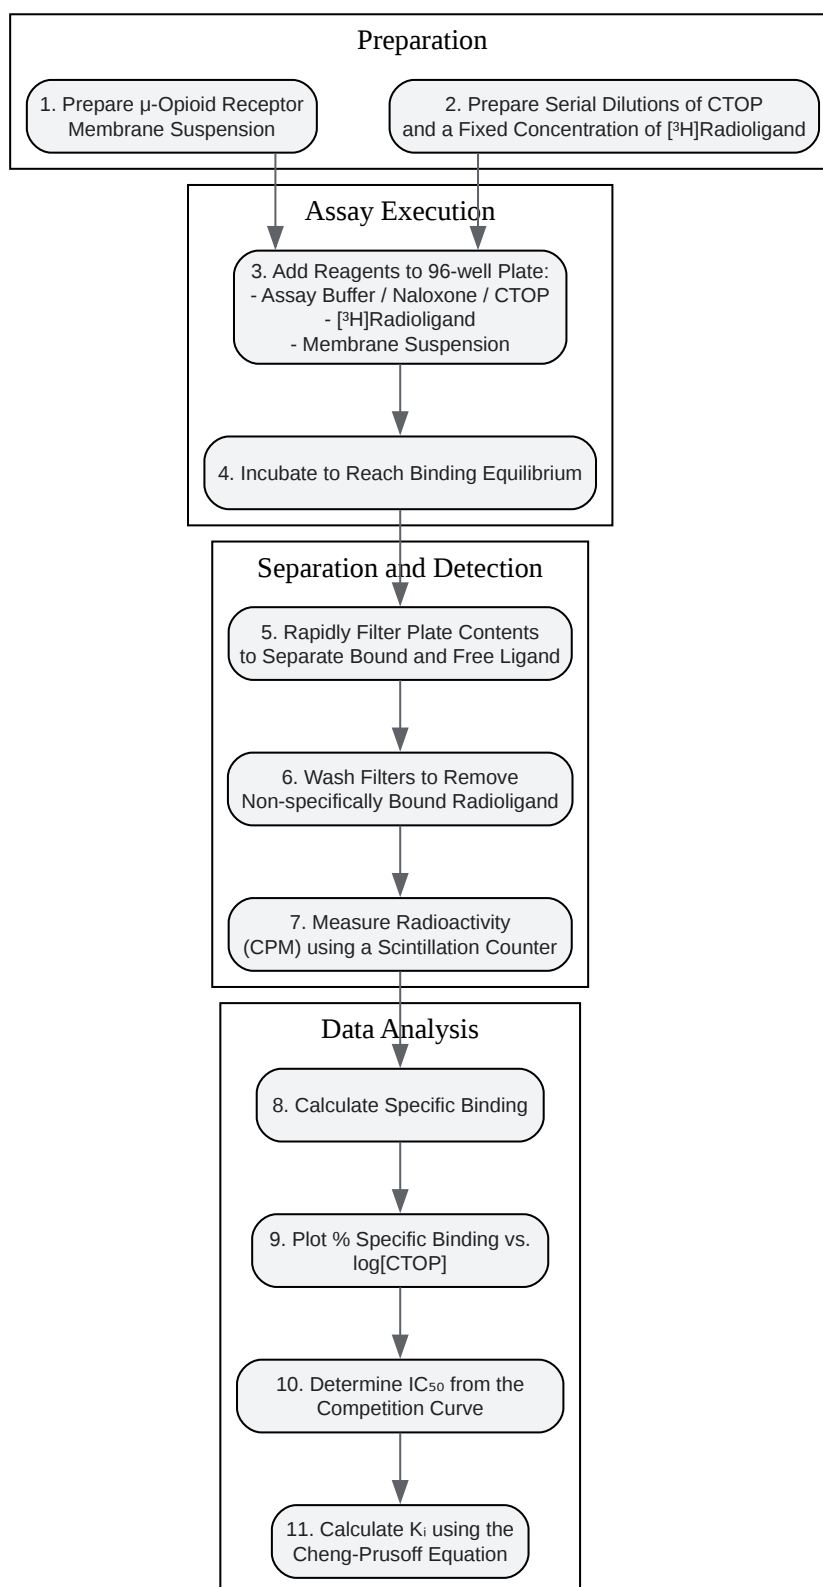 Preparation
1. Prepare μ-Opioid Receptor
Membrane Suspension
2. Prepare Serial Dilutions of CTOP
and a Fixed Concentration of [³H]Radioligand
Assay Execution
3. Add Reagents to 96-well Plate:
- Assay Buffer / Naloxone / CTOP
- [³H]Radioligand
- Membrane Suspension
4. Incubate to Reach Binding Equilibrium
Separation and Detection
5. Rapidly Filter Plate Contents
to Separate Bound and Free Ligand
6. Wash Filters to Remove
Non-specifically Bound Radioligand
7. Measure Radioactivity
(CPM) using a Scintillation Counter
Data Analysis
8. Calculate Specific Binding
9. Plot % Specific Binding vs.
log[CTOP]
10. Determine IC₅₀ from the
Competition Curve
11. Calculate Kᵢ using the
Cheng-Prusoff Equation